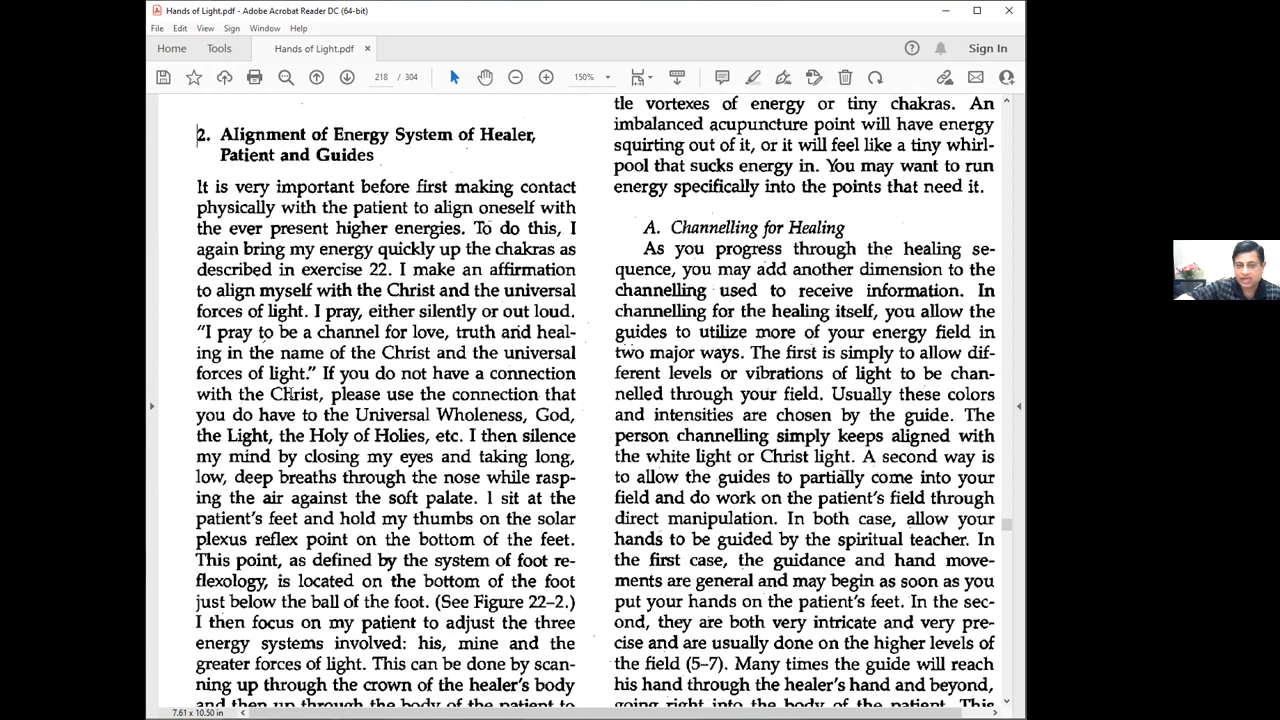 Hands of Light.pdf - Adobe Acrobat Reader DC (64-bit)
File Edit View Sign Window Help
Home Tools Hands of Light.pdf × Sign In
218 / 304 150%
2. Alignment of Energy System of Healer,
Patient and Guides
It is very important before first making contact
physically with the patient to align oneself with
the ever present higher energies. To do this, I
again bring my energy quickly up the chakras as
described in exercise 22. I make an affirmation
to align myself with the Christ and the universal
forces of light. I pray, either silently or out loud.
“I pray to be a channel for love, truth and heal-
ing in the name of the Christ and the universal
forces of light.” If you do not have a connection
with the Christ, please use the connection that
you do have to the Universal Wholeness, God,
the Light, the Holy of Holies, etc. I then silence
my mind by closing my eyes and taking long,
low, deep breaths through the nose while rasp-
ing the air against the soft palate. I sit at the
patient’s feet and hold my thumbs on the solar
plexus reflex point on the bottom of the feet.
This point, as defined by the system of foot re-
flexology, is located on the bottom of the foot
just below the ball of the foot. (See Figure 22–2.)
I then focus on my patient to adjust the three
energy systems involved: his, mine and the
greater forces of light. This can be done by scan-
ning up through the crown of the healer’s body
and then up through the body of the patient to
tle vortexes of energy or tiny chakras. An
imbalanced acupuncture point will have energy
squirting out of it, or it will feel like a tiny whirl-
pool that sucks energy in. You may want to run
energy specifically into the points that need it.
A. Channelling for Healing
As you progress through the healing se-
quence, you may add another dimension to the
channelling used to receive information. In
channelling for the healing itself, you allow the
guides to utilize more of your energy field in
two major ways. The first is simply to allow dif-
ferent levels or vibrations of light to be chan-
nelled through your field. Usually these colors
and intensities are chosen by the guide. The
person channelling simply keeps aligned with
the white light or Christ light. A second way is
to allow the guides to partially come into your
field and do work on the patient’s field through
direct manipulation. In both case, allow your
hands to be guided by the spiritual teacher. In
the first case, the guidance and hand move-
ments are general and may begin as soon as you
put your hands on the patient’s feet. In the sec-
ond, they are both very intricate and very pre-
cise and are usually done on the higher levels of
the field (5–7). Many times the guide will reach
his hand through the healer’s hand and beyond,
going right into the body of the patient. This
7.61 x 10.50 in